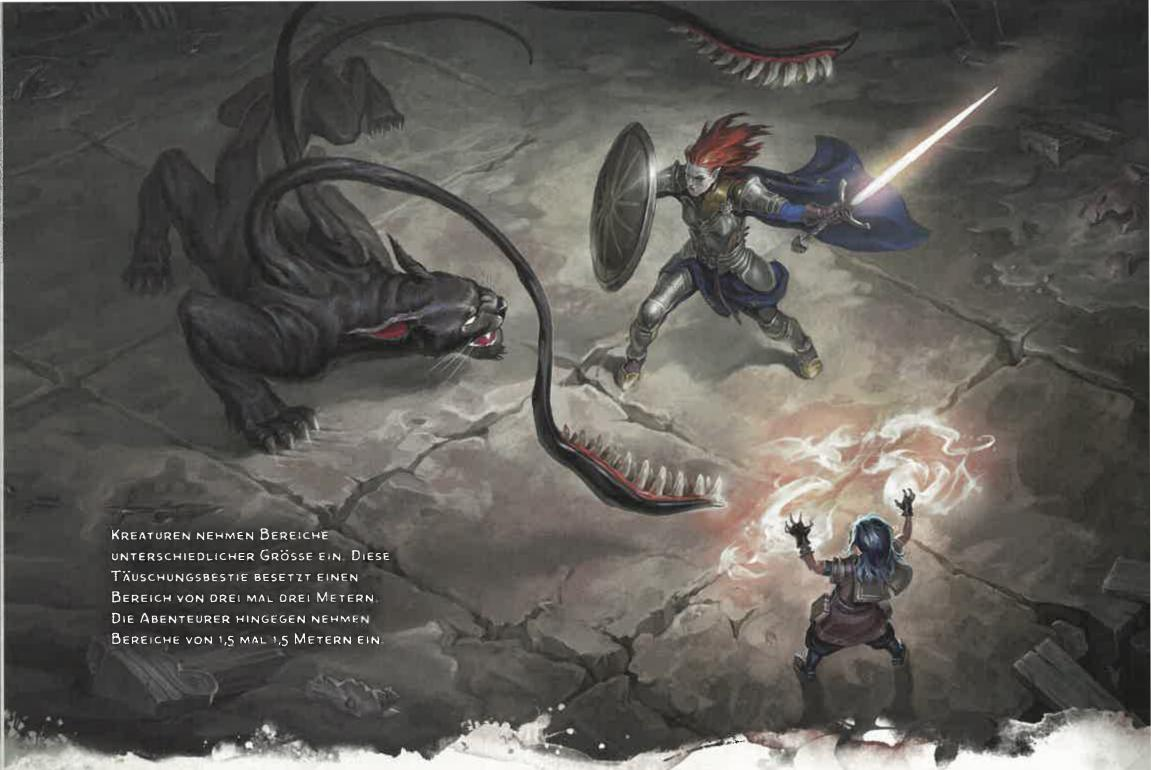 Kreaturen nehmen Bereiche
unterschiedlicher Grösse ein. Diese
Täuschungsbestie besetzt einen
Bereich von drei mal drei Metern.
Die Abenteurer hingegen nehmen
Bereiche von 1,5 mal 1,5 Metern ein.